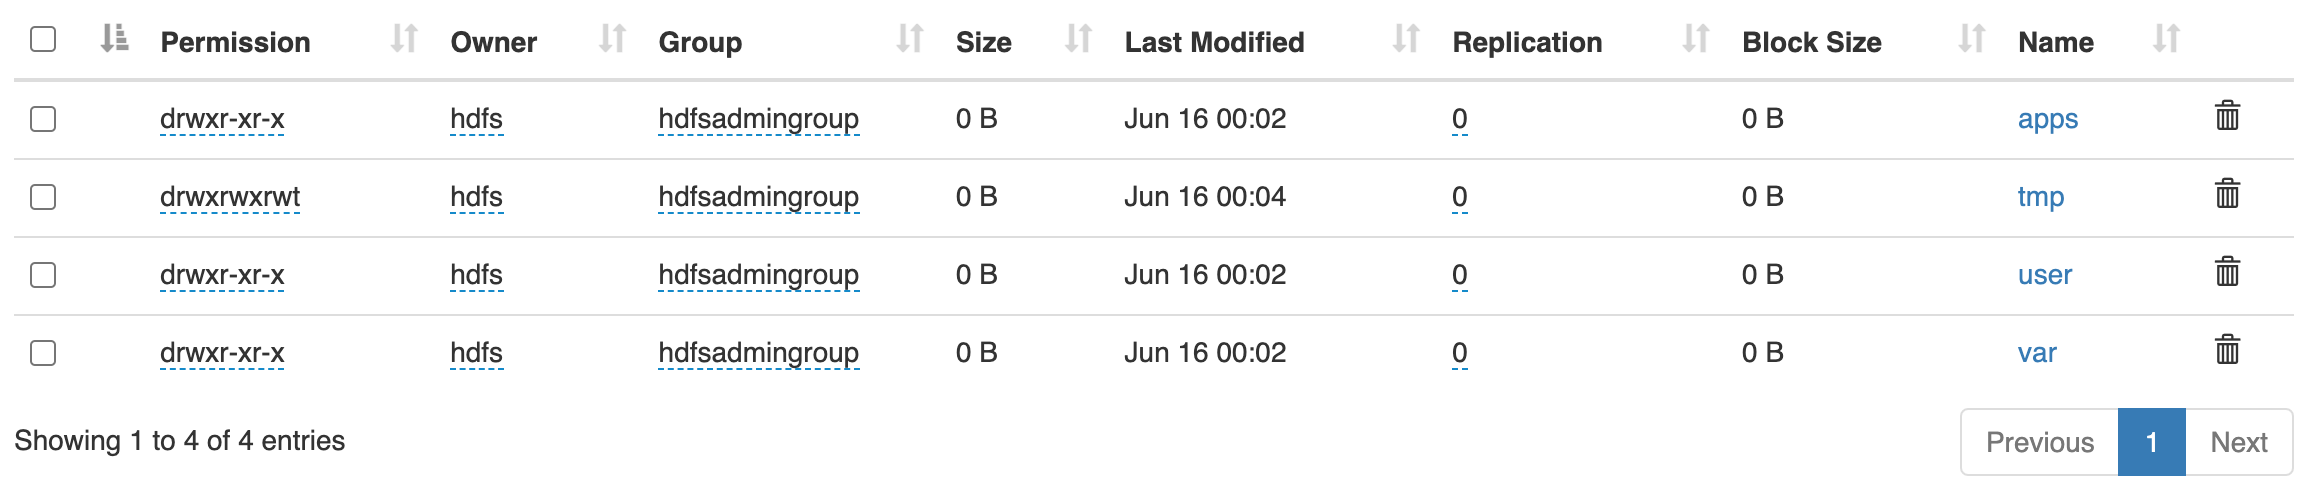 Permission Owner Group Size Last Modified Replication Block Size Name
drwxr-xr-x hdfs hdfsadmingroup 0 B Jun 16 00:02 0 0 B apps
drwxrwxrwt hdfs hdfsadmingroup 0 B Jun 16 00:04 0 0 B tmp
drwxr-xr-x hdfs hdfsadmingroup 0 B Jun 16 00:02 0 0 B user
drwxr-xr-x hdfs hdfsadmingroup 0 B Jun 16 00:02 0 0 B var
Showing 1 to 4 of 4 entries Previous 1 Next